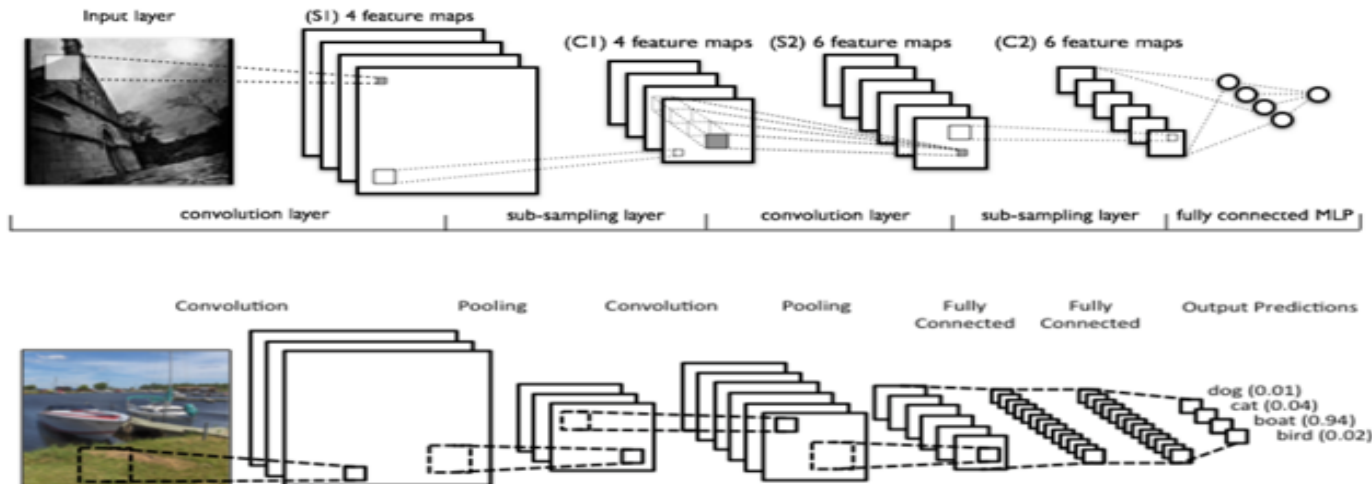 Input layer
(S1) 4 feature maps
(C1) 4 feature maps
(S2) 6 feature maps
(C2) 6 feature maps
convolution layer
sub-sampling layer
convolution layer
sub-sampling layer
fully connected MLP
Convolution
Pooling
Convolution
Pooling
Fully
Connected
Fully
Connected
Output Predictions
dog (0.01)
cat (0.04)
boat (0.94)
bird (0.02)